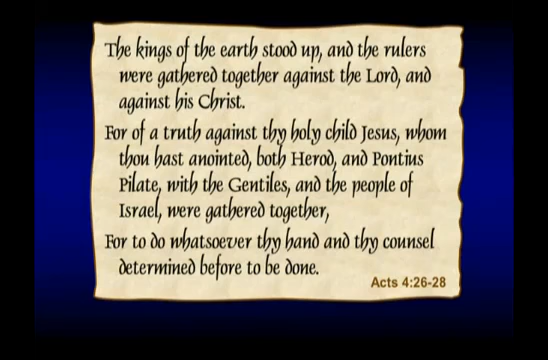 The kings of the earth stood up, and the rulers
were gathered together against the Lord, and
against his Christ.
For of a truth against thy holy child Jesus, whom
thou hast anointed, both Herod, and Pontius
Pilate, with the Gentiles, and the people of
Israel, were gathered together,
For to do whatsoever thy hand and thy counsel
determined before to be done.
Acts 4:26-28